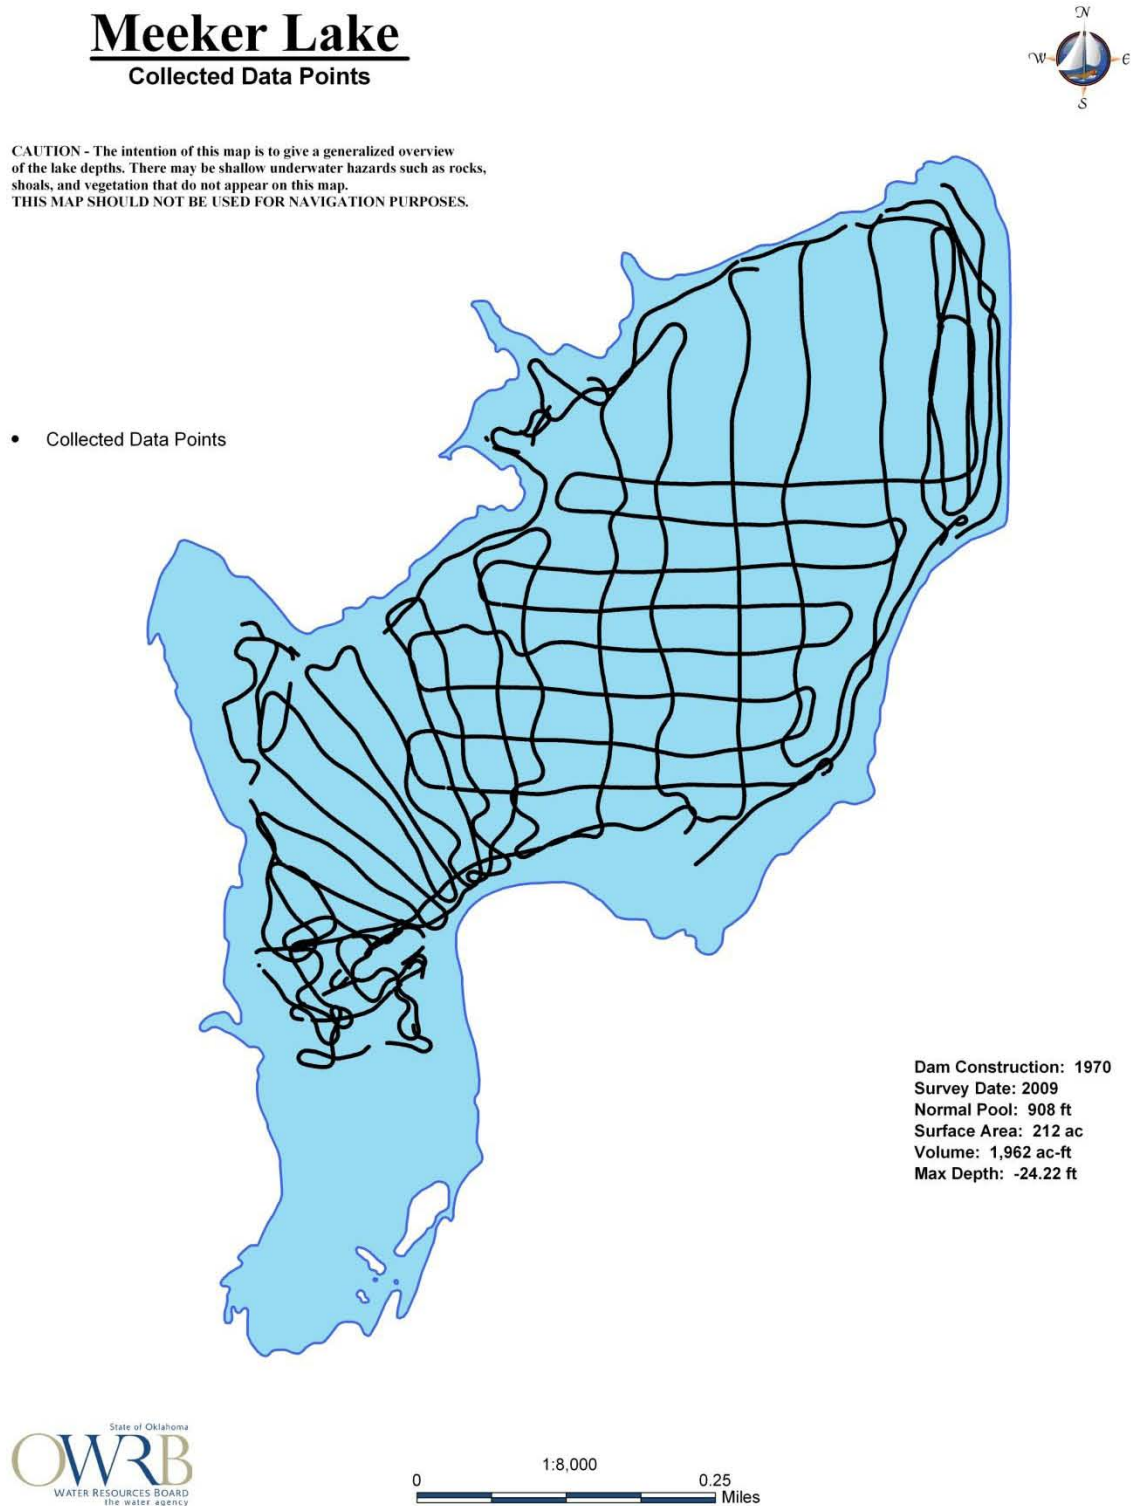 Meeker Lake
Collected Data Points
N
W E
S
CAUTION - The intention of this map is to give a generalized overview
of the lake depths. There may be shallow underwater hazards such as rocks,
shoals, and vegetation that do not appear on this map.
THIS MAP SHOULD NOT BE USED FOR NAVIGATION PURPOSES.
Collected Data Points
Dam Construction: 1970
Survey Date: 2009
Normal Pool: 908 ft
Surface Area: 212 ac
Volume: 1,962 ac-ft
Max Depth: -24.22 ft
State of Oklahoma
OWRB
WATER RESOURCES BOARD
the water agency
1:8,000
0 0.25
Miles